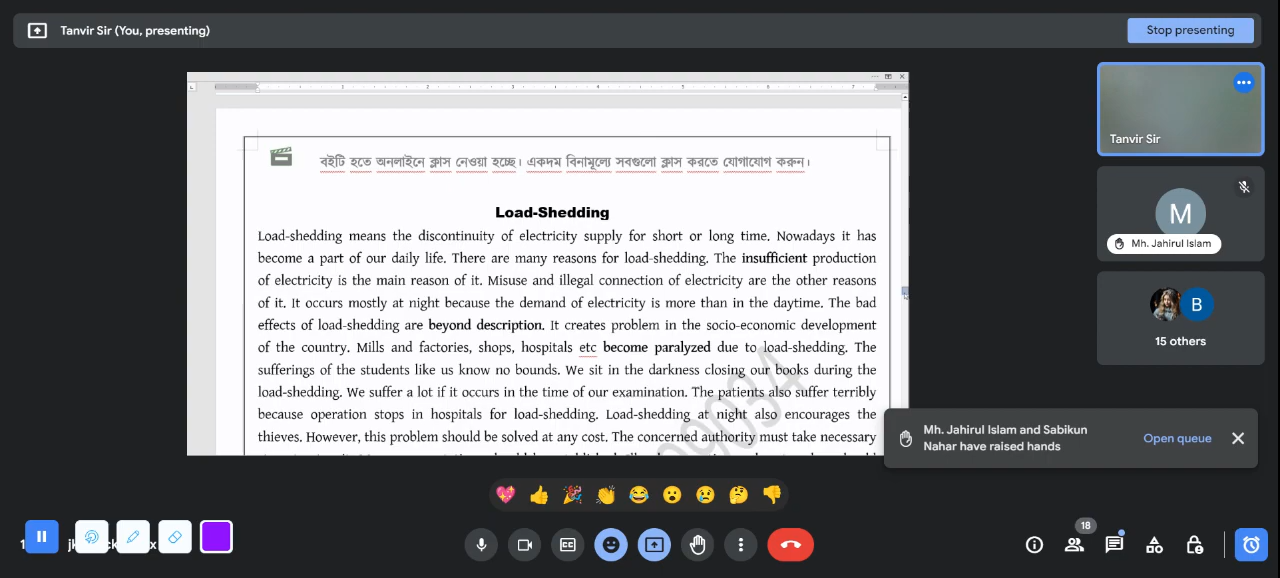 Tanvir Sir (You, presenting)
Stop presenting
বইটি হতে অনলাইনে ক্লাস নেওয়া হচ্ছে। একদম বিনামূল্যে সবগুলো ক্লাস করতে যোগাযোগ করুন।
Load-Shedding
Load-shedding means the discontinuity of electricity supply for short or long time. Nowadays it has
become a part of our daily life. There are many reasons for load-shedding. The insufficient production
of electricity is the main reason of it. Misuse and illegal connection of electricity are the other reasons
of it. It occurs mostly at night because the demand of electricity is more than in the daytime. The bad
effects of load-shedding are beyond description. It creates problem in the socio-economic development
of the country. Mills and factories, shops, hospitals etc become paralyzed due to load-shedding. The
sufferings of the students like us know no bounds. We sit in the darkness closing our books during the
load-shedding. We suffer a lot if it occurs in the time of our examination. The patients also suffer terribly
because operation stops in hospitals for load-shedding. Load-shedding at night also encourages the
thieves. However, this problem should be solved at any cost. The concerned authority must take necessary
Tanvir Sir
M
Mh. Jahirul Islam
B
15 others
Mh. Jahirul Islam and Sabikun
Nahar have raised hands
Open queue
18